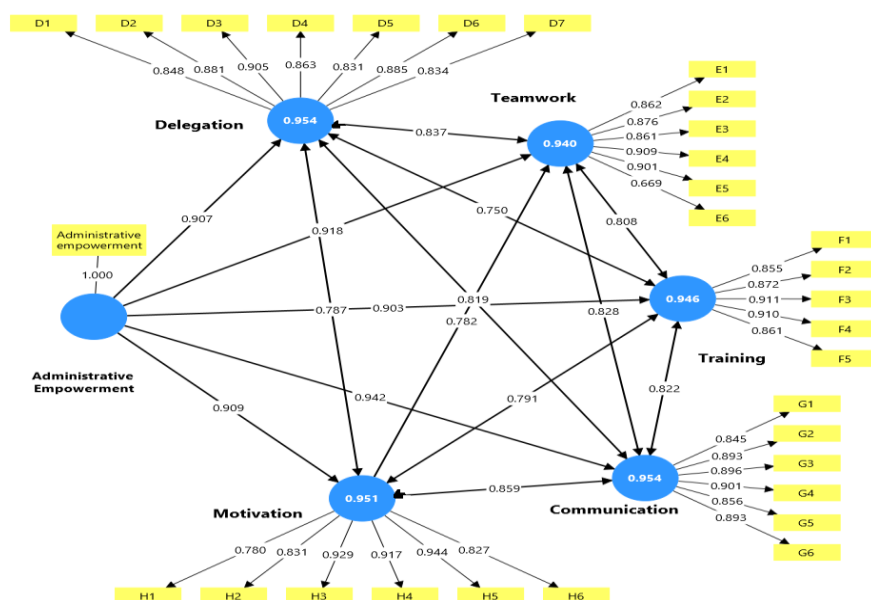 D1 D2 D3 D4 D5 D6 D7
0.848 0.881 0.905 0.863 0.831 0.885 0.834
Delegation
0.954
Teamwork
0.940
E1
E2
E3
E4
E5
E6
0.862
0.876
0.861
0.909
0.901
0.669
0.837
0.907
0.918
0.750
0.808
Administrative
empowerment
1.000
Administrative
Empowerment
0.787
0.903
0.819
0.782
0.828
0.946
Training
F1
F2
F3
F4
F5
0.855
0.872
0.911
0.910
0.861
0.909
0.942
0.791
0.822
0.859
0.954
Communication
G1
G2
G3
G4
G5
G6
0.845
0.893
0.896
0.901
0.856
0.893
0.951
Motivation
0.780 0.831 0.929 0.917 0.944 0.827
H1 H2 H3 H4 H5 H6